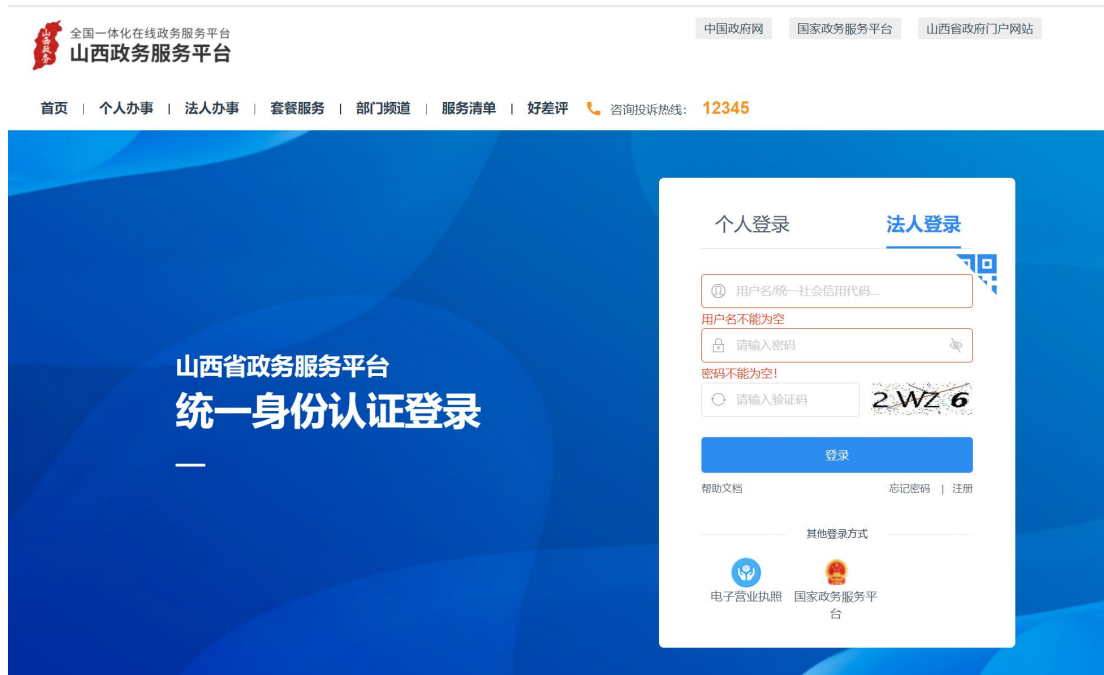 全国一体化在线政务服务平台
山西政务服务平台
山西政务
中国政府网 国家政务服务平台 山西省政府门户网站
首页 | 个人办事 | 法人办事 | 套餐服务 | 部门频道 | 服务清单 | 好差评 咨询投诉热线： 12345
山西省政务服务平台
统一身份认证登录
个人登录 法人登录
用户名/统一社会信用代码...
用户名不能为空
请输入密码
密码不能为空！
请输入验证码 2WZ6
登录
帮助文档 忘记密码 | 注册
其他登录方式
电子营业执照 国家政务服务平
台